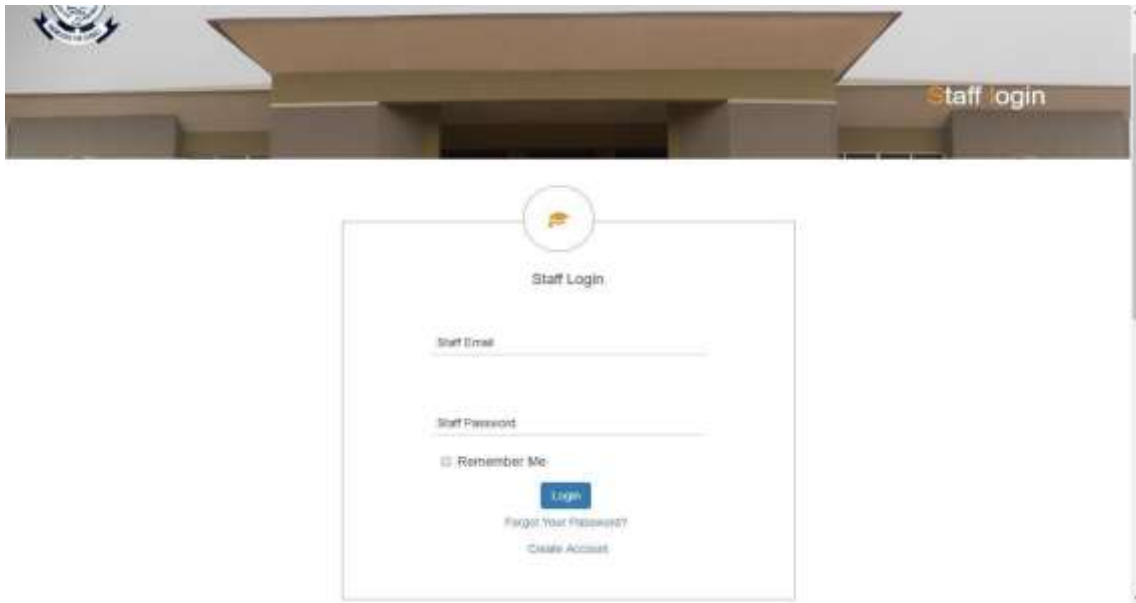 Staff login
Staff Login
Staff Email
Staff Password
Remember Me
Login
Forgot Your Password?
Create Account